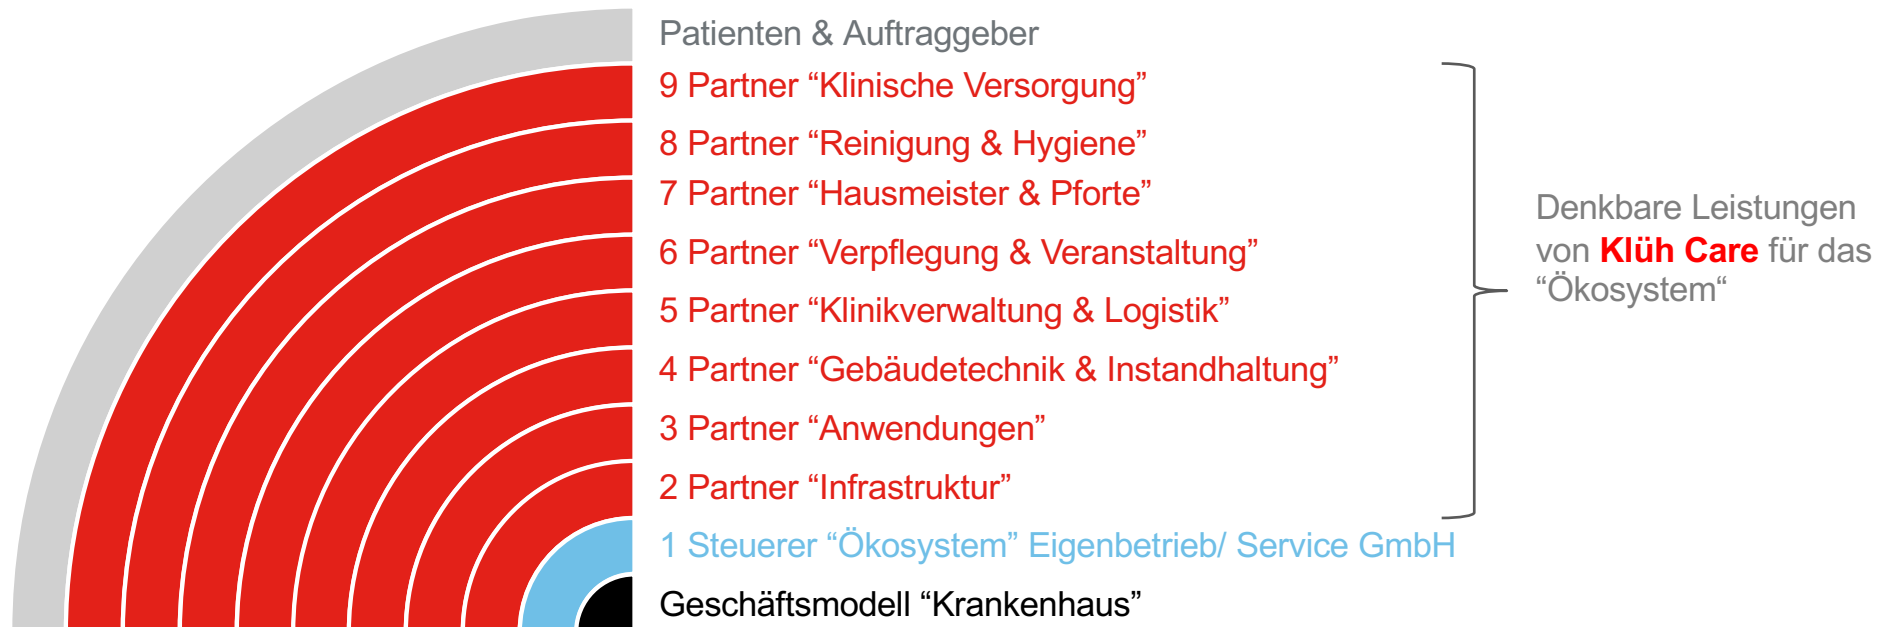 Patienten & Auftraggeber
9 Partner “Klinische Versorgung”
8 Partner “Reinigung & Hygiene”
7 Partner “Hausmeister & Pforte”
6 Partner “Verpflegung & Veranstaltung”
5 Partner “Klinikverwaltung & Logistik”
4 Partner “Gebäudetechnik & Instandhaltung”
3 Partner “Anwendungen”
2 Partner “Infrastruktur”
1 Steuerer “Ökosystem” Eigenbetrieb/ Service GmbH
Geschäftsmodell “Krankenhaus”
Denkbare Leistungen
von Klüh Care für das
“Ökosystem“